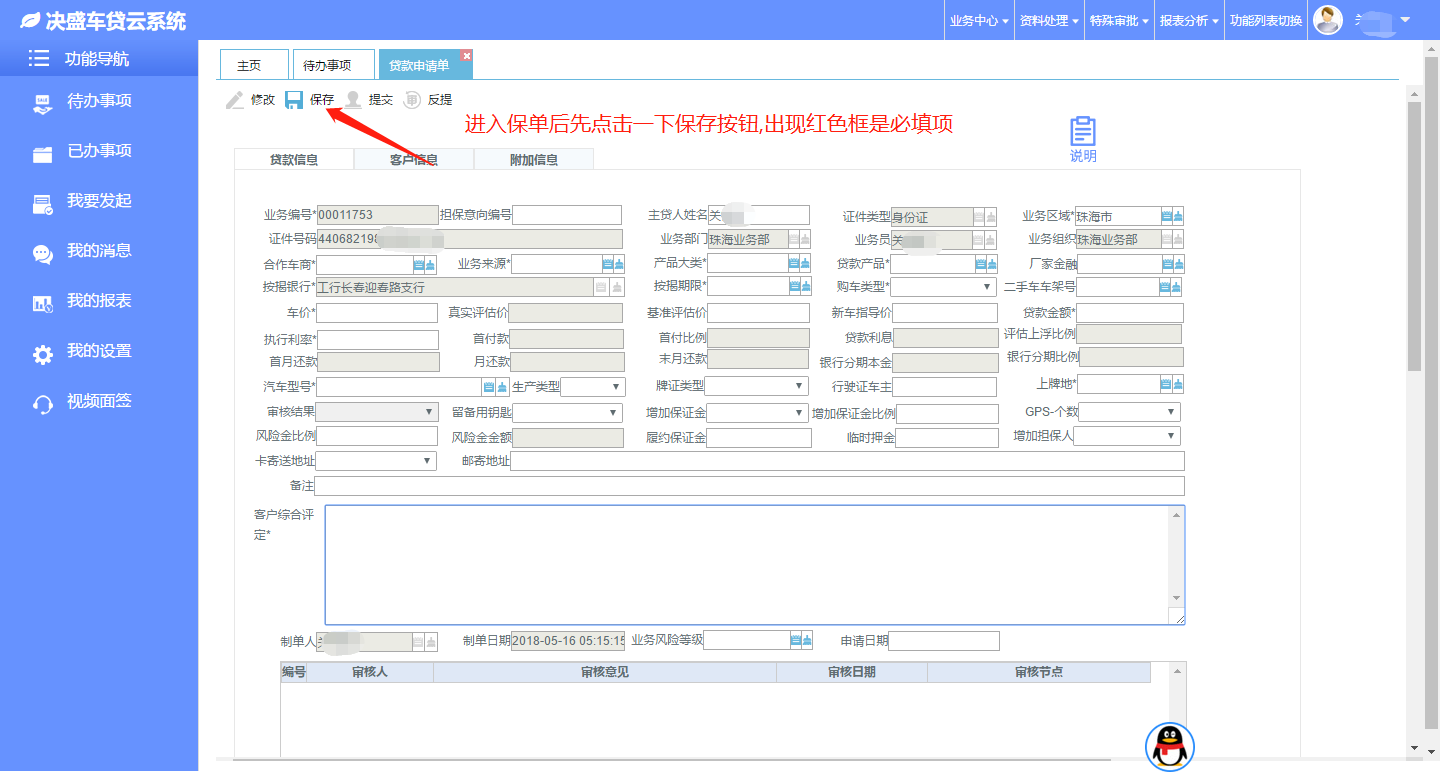 决盛车贷云系统
业务中心 资料处理 特殊审批 报表分析 功能列表切换
功能导航
待办事项
已办事项
我要发起
我的消息
我的报表
我的设置
视频面签
主页 待办事项 贷款申请单
修改 保存 提交 反提
进入保单后先点击一下保存按钮,出现红色框是必填项
说明
贷款信息 客户信息 附加信息
业务编号* 00011753 担保意向编号 主贷人姓名 关 证件类型 身份证 业务区域* 珠海市
证件号码 44068219 业务部门 珠海业务部 业务员 关 业务组织 珠海业务部
合作车商* 业务来源* 产品大类* 贷款产品* 厂家金融
按揭银行* 工行长春迎春路支行 按揭期限* 购车类型* 二手车车架号
车价* 真实评估价 基准评估价 新车指导价 贷款金额*
执行利率* 首付款 首付比例 贷款利息 评估上浮比例
首月还款 月还款 末月还款 银行分期本金 银行分期比例
汽车型号* 生产类型 牌证类型 行驶证车主 上牌地*
审核结果 留备用钥匙 增加保证金 增加保证金比例 GPS-个数
风险金比例 风险金金额 履约保证金 临时押金 增加担保人
卡寄送地址 邮寄地址
备注
客户综合评
定*
制单人 制单日期 2018-05-16 05:15:15 业务风险等级 申请日期
编号 审核人 审核意见 审核日期 审核节点